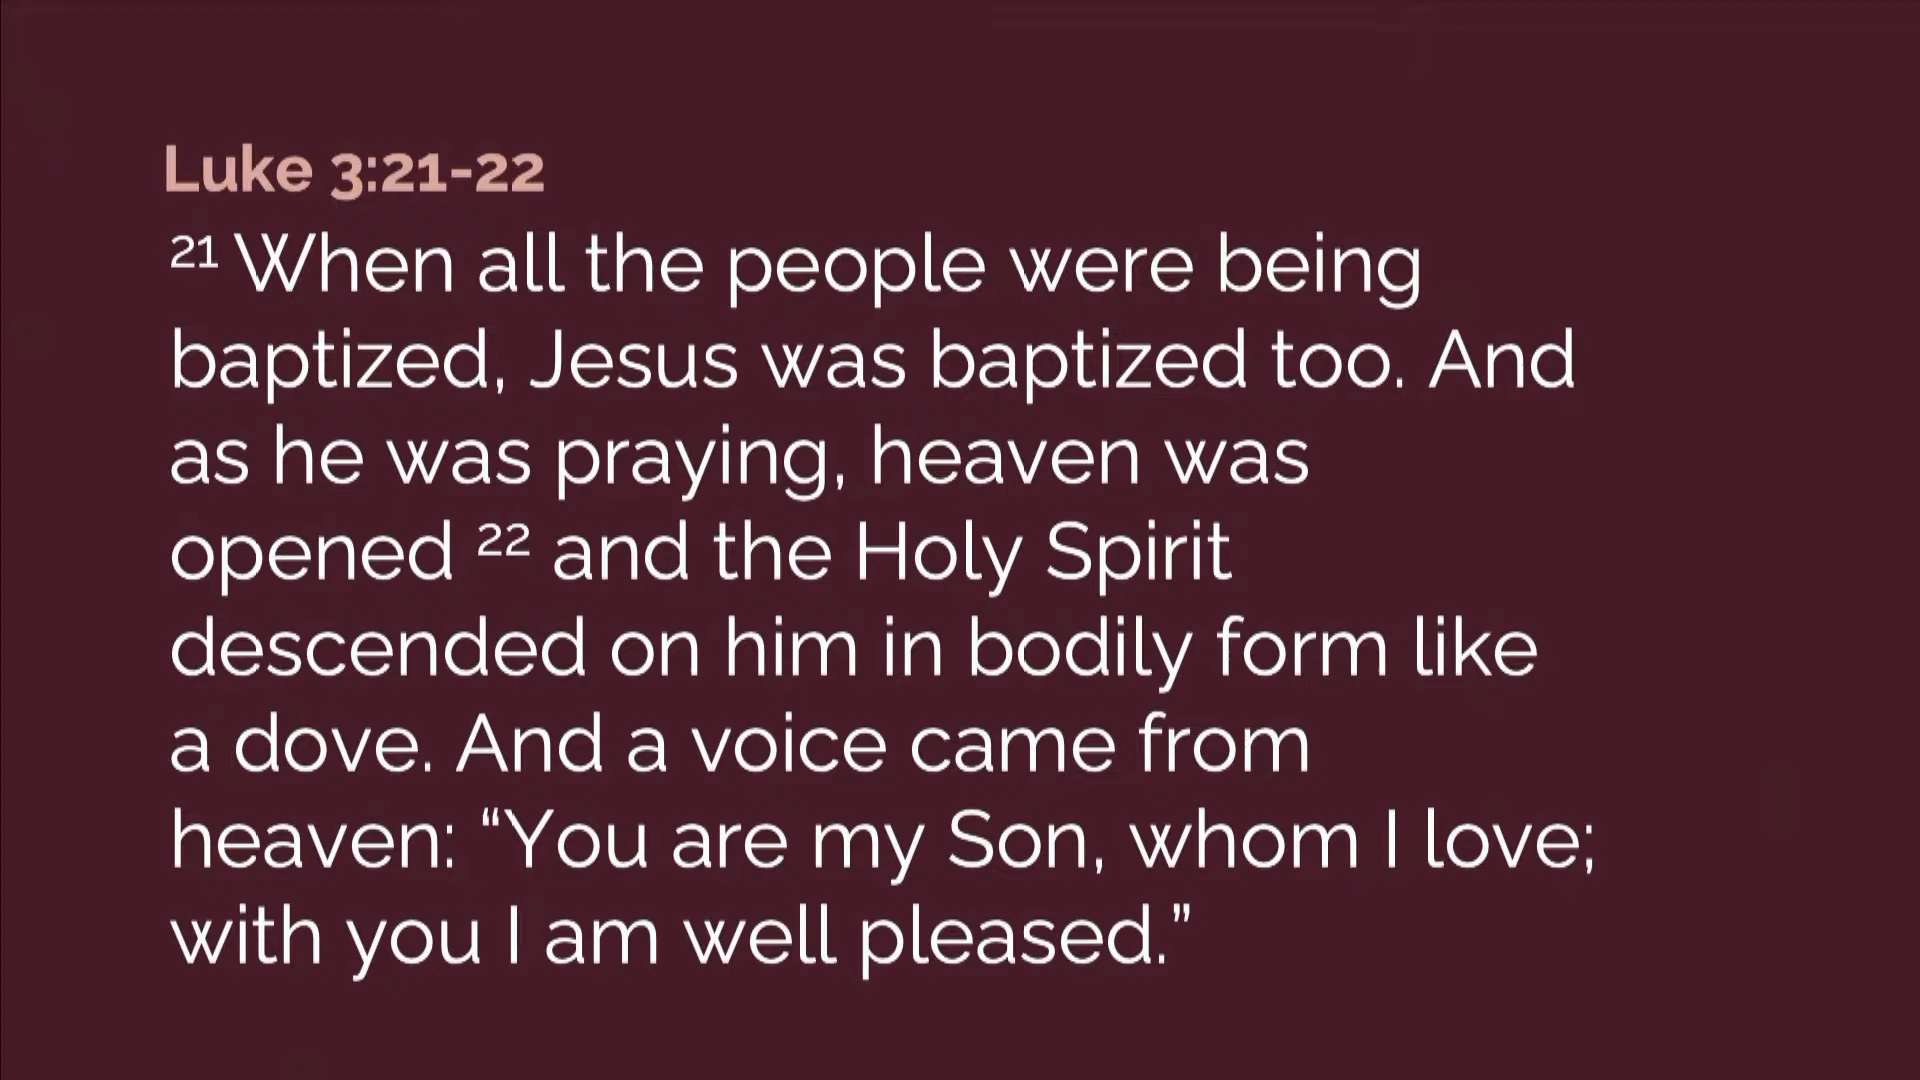 Luke 3:21-22
21 When all the people were being
baptized, Jesus was baptized too. And
as he was praying, heaven was
opened 22 and the Holy Spirit
descended on him in bodily form like
a dove. And a voice came from
heaven: “You are my Son, whom I love;
with you I am well pleased.”